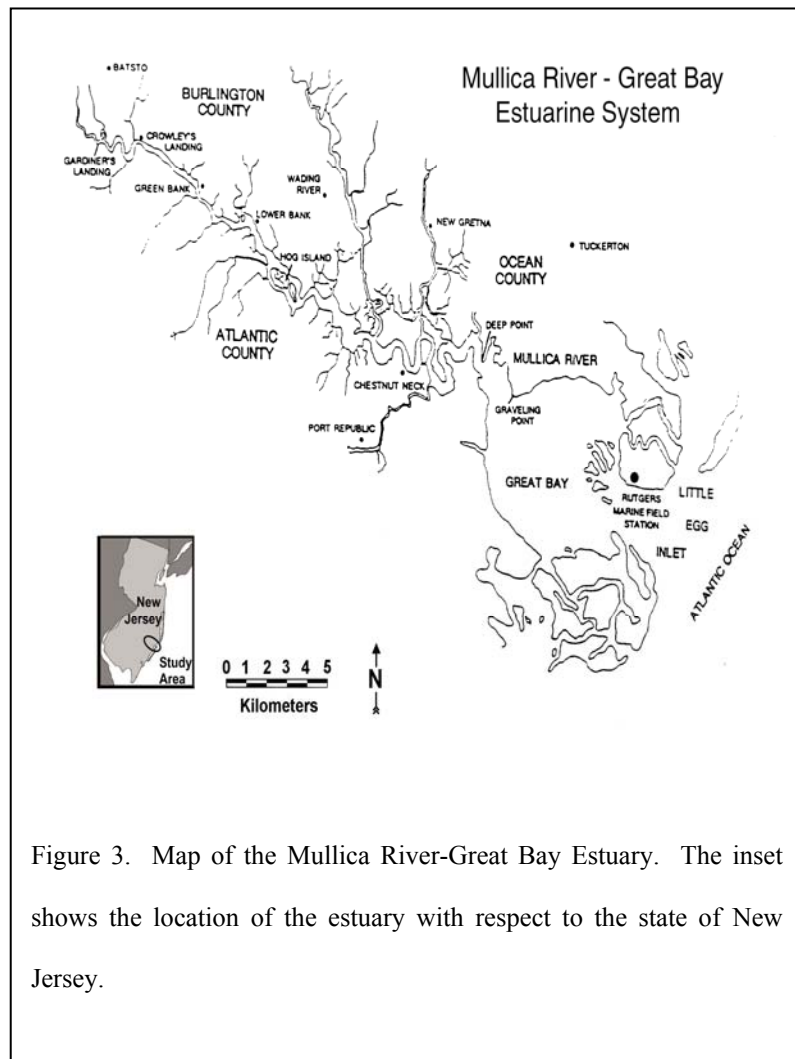 Mullica River - Great Bay
Estuarine System
BATSTO
BURLINGTON
COUNTY
CROWLEY'S
LANDING
GARDINER'S
LANDING
GREEN BANK
WADING
RIVER
LOWER BANK
NEW GRETNA
TUCKERTON
OCEAN
COUNTY
HOG ISLAND
ATLANTIC
COUNTY
DEEP POINT
MULLICA RIVER
CHESTNUT NECK
GRAVELING
POINT
PORT REPUBLIC
GREAT BAY
RUTGERS
MARINE FIELD
STATION
LITTLE
EGG
INLET
ATLANTIC OCEAN
New
Jersey
Study
Area
0 1 2 3 4 5
Kilometers
N
Figure 3. Map of the Mullica River-Great Bay Estuary. The inset
shows the location of the estuary with respect to the state of New
Jersey.